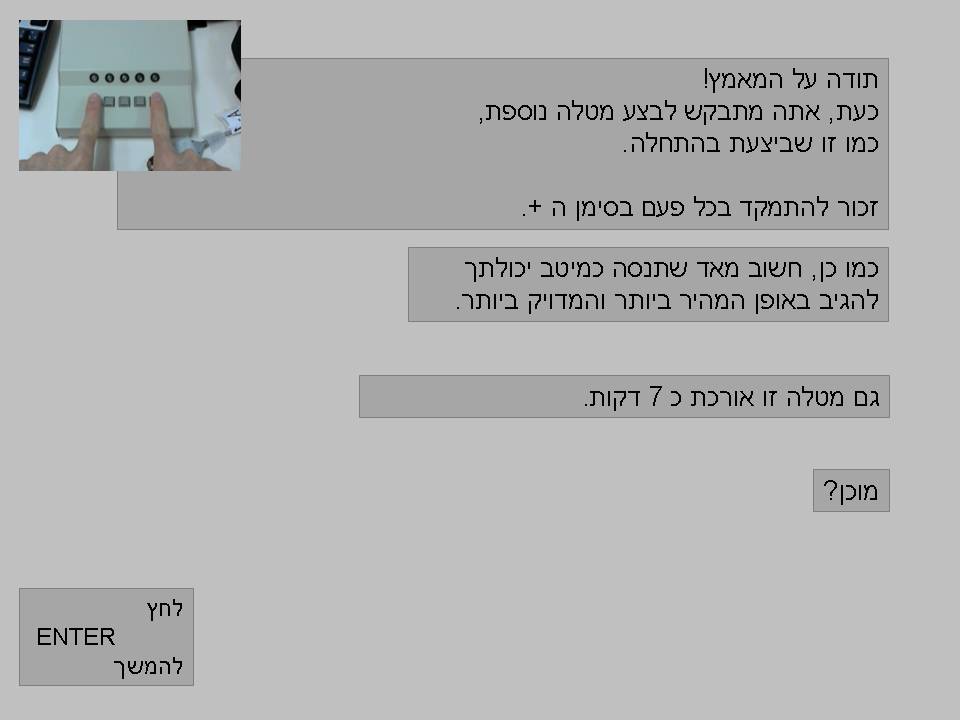 תודה על המאמץ!
כעת, אתה מתבקש לבצע מטלה נוספת,
כמו זו שביצעת בהתחלה.
זכור להתמקד בכל פעם בסימן ה +.
כמו כן, חשוב מאד שתנסה כמיטב יכולתך
להגיב באופן המהיר ביותר והמדויק ביותר.
גם מטלה זו אורכת כ 7 דקות.
מוכן?
לחץ
ENTER
להמשך